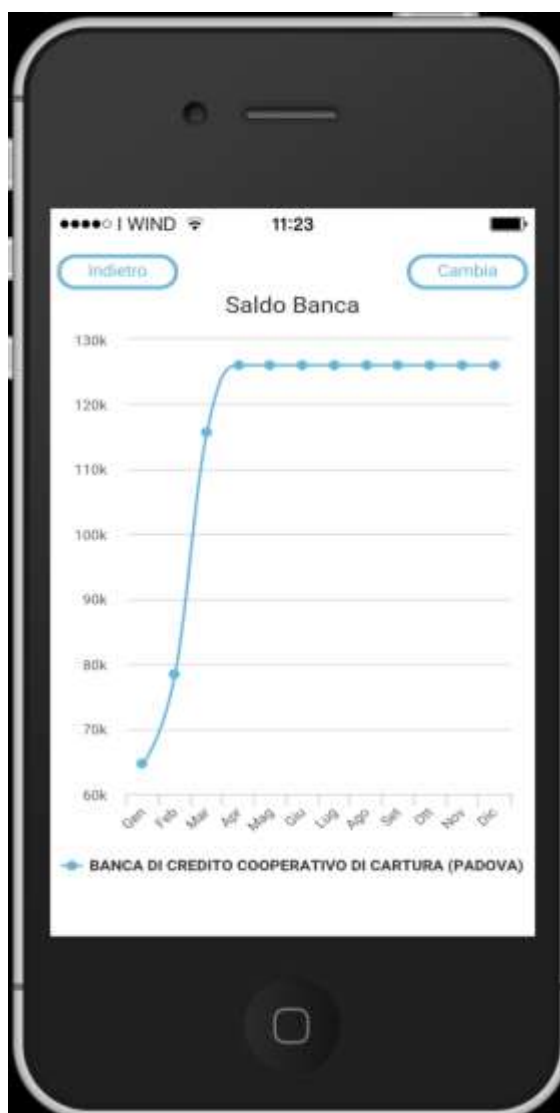 I WIND 11:23
Indietro Cambia
Saldo Banca
130k
120k
110k
100k
90k
80k
70k
60k
Gen Feb Mar Apr Mag Giu Lug Ago Set Ott Nov Dic
BANCA DI CREDITO COOPERATIVO DI CARTURA (PADOVA)